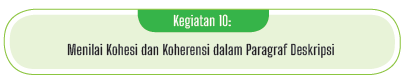 Kegiatan 10:
Menilai Kohesi dan Koherensi dalam Paragraf Deskripsi